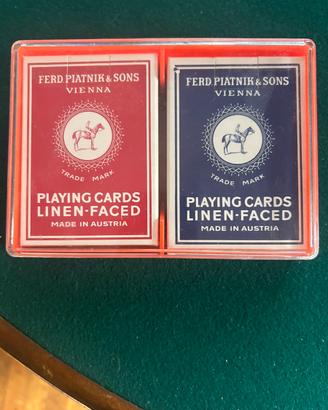 FERD PIATNIK & SONS
VIENNA
TRADE MARK
PLAYING CARDS
LINEN-FACED
MADE IN AUSTRIA
FERD PIATNIK & SONS
VIENNA
TRADE MARK
PLAYING CARDS
LINEN-FACED
MADE IN AUSTRIA